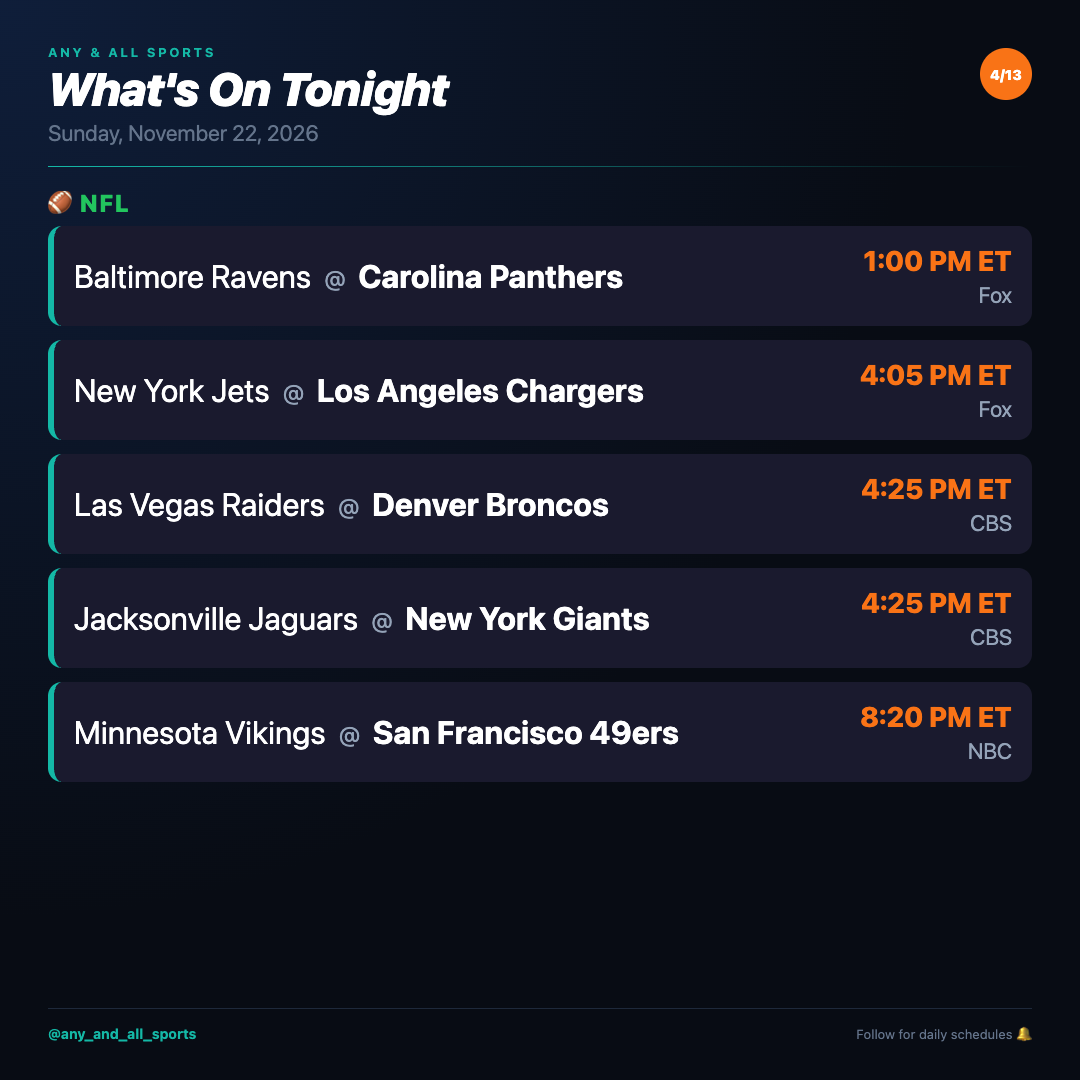 ANY & ALL SPORTS
What's On Tonight
4/13
Sunday, November 22, 2026
🏈 NFL
Baltimore Ravens @ Carolina Panthers
1:00 PM ET
Fox
New York Jets @ Los Angeles Chargers
4:05 PM ET
Fox
Las Vegas Raiders @ Denver Broncos
4:25 PM ET
CBS
Jacksonville Jaguars @ New York Giants
4:25 PM ET
CBS
Minnesota Vikings @ San Francisco 49ers
8:20 PM ET
NBC
@any_and_all_sports
Follow for daily schedules 🔔